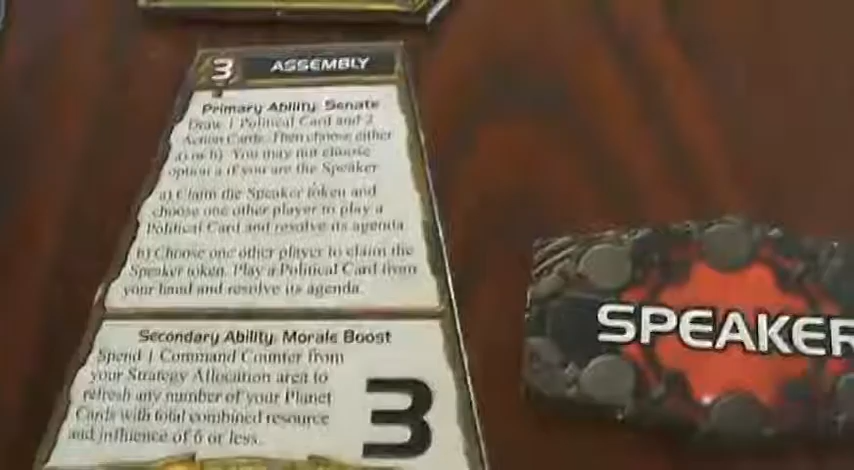 3 ASSEMBLY
Primary Ability: Senate
Draw 1 Political Card and 2
Action Cards. Then choose either
a) or b). You may not choose
option a if you are the Speaker
a) Claim the Speaker token and
choose one other player to play a
Political Card and resolve its agenda
b) Choose one other player to claim the
Speaker token. Play a Political Card from
your hand and resolve its agenda.
Secondary Ability: Morale Boost
Spend 1 Command Counter from
your Strategy Allocation area to
refresh any number of your Planet
Cards with total combined resource
and influence of 6 or less.
3
SPEAKER